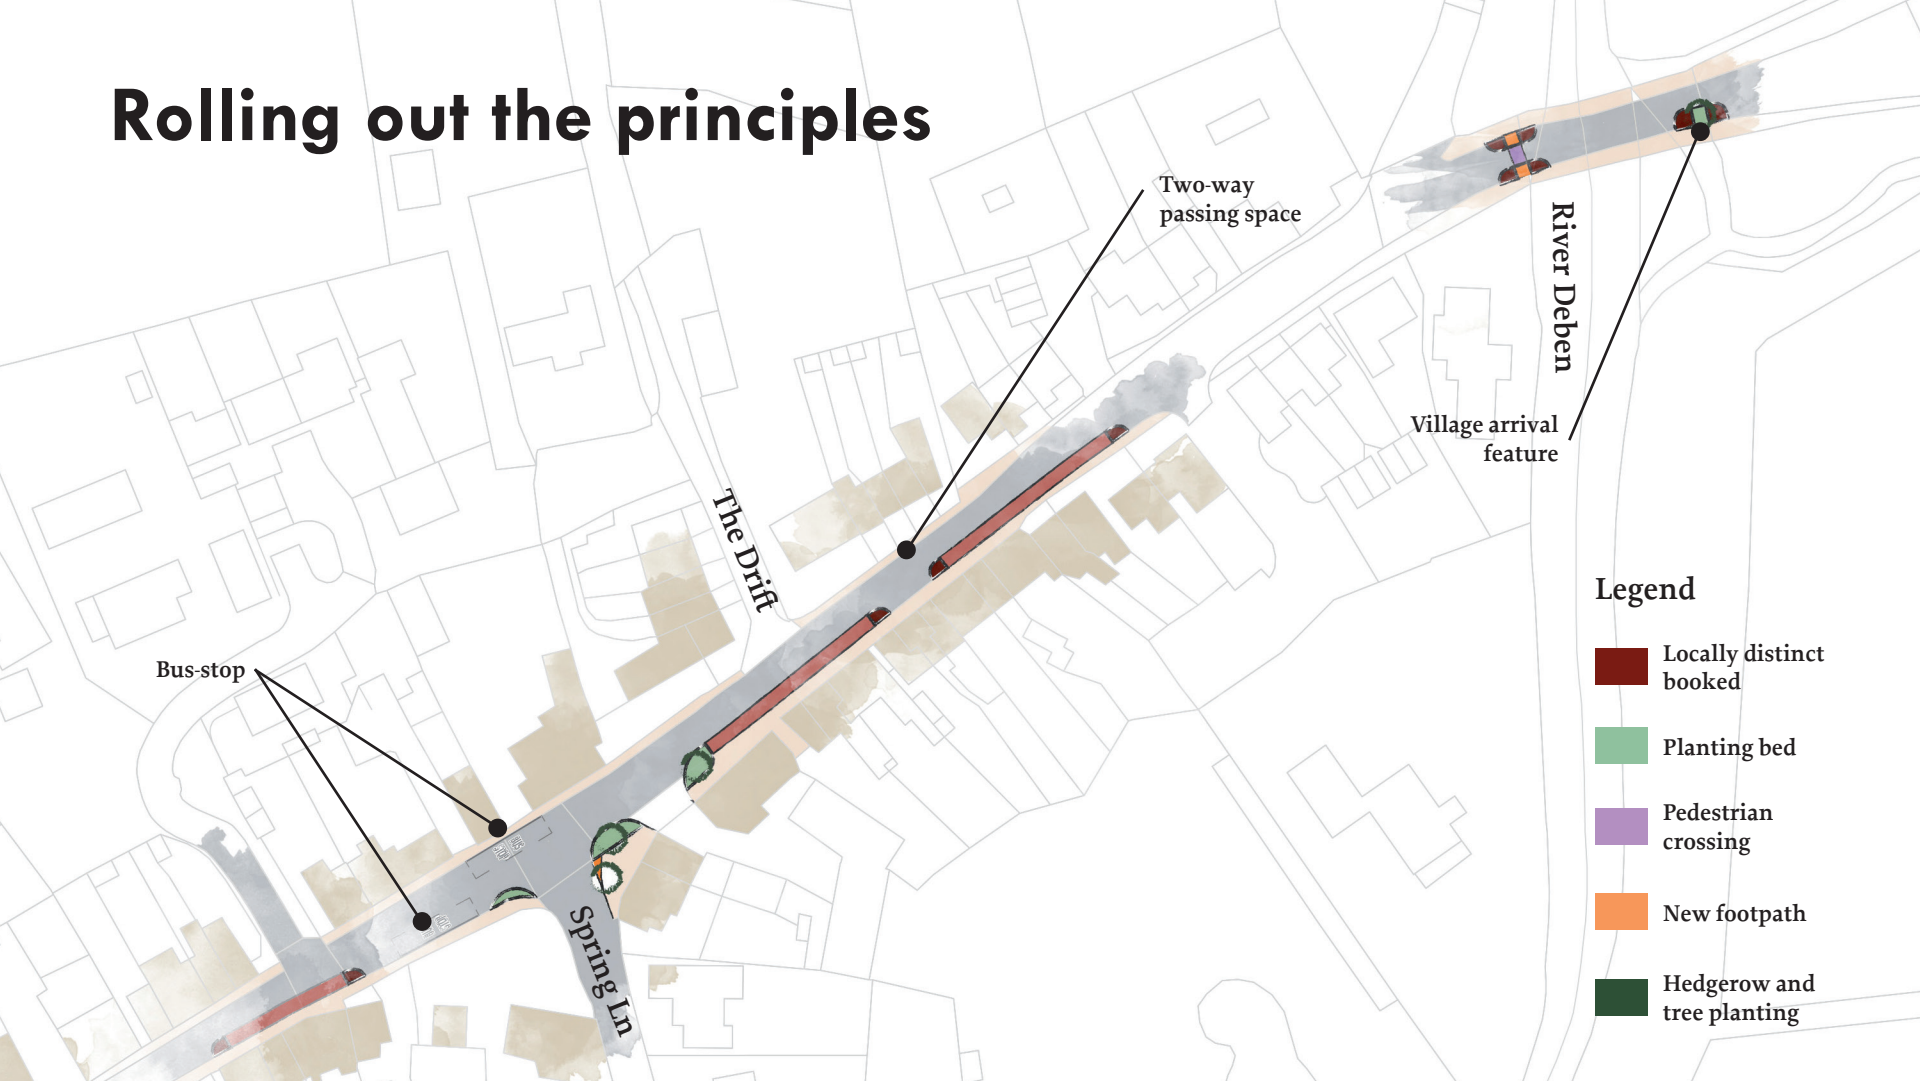 Rolling out the principles
Two-way
passing space
River Deben
Village arrival
feature
The Drift
Bus-stop
Spring Ln
Legend
Locally distinct
booked
Planting bed
Pedestrian
crossing
New footpath
Hedgerow and
tree planting